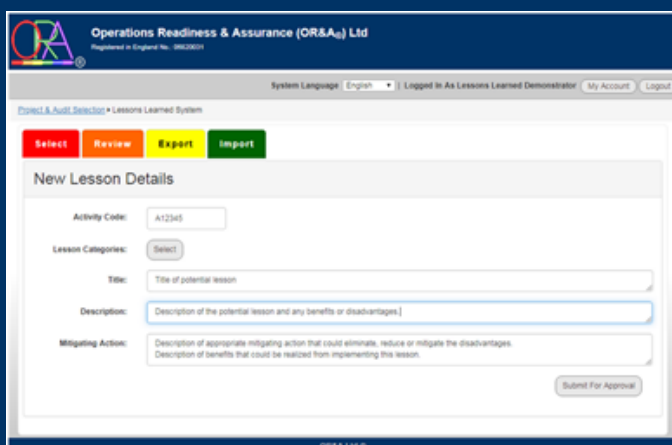 ORA®
Operations Readiness & Assurance (OR&A®) Ltd
Registered in England No.
System Language English | Logged In As Lessons Learned Demonstrator My Account Logout
Project & Audit Selection Lessons Learned System
Select Review Export Import
New Lesson Details
Activity Code: A12345
Lesson Categories: Select
Title: Title of potential lesson
Description: Description of the potential lesson and any benefits or disadvantages.
Mitigating Action: Description of appropriate mitigating action that could eliminate, reduce or mitigate the disadvantages.
Description of benefits that could be realized from implementing this lesson.
Submit For Approval